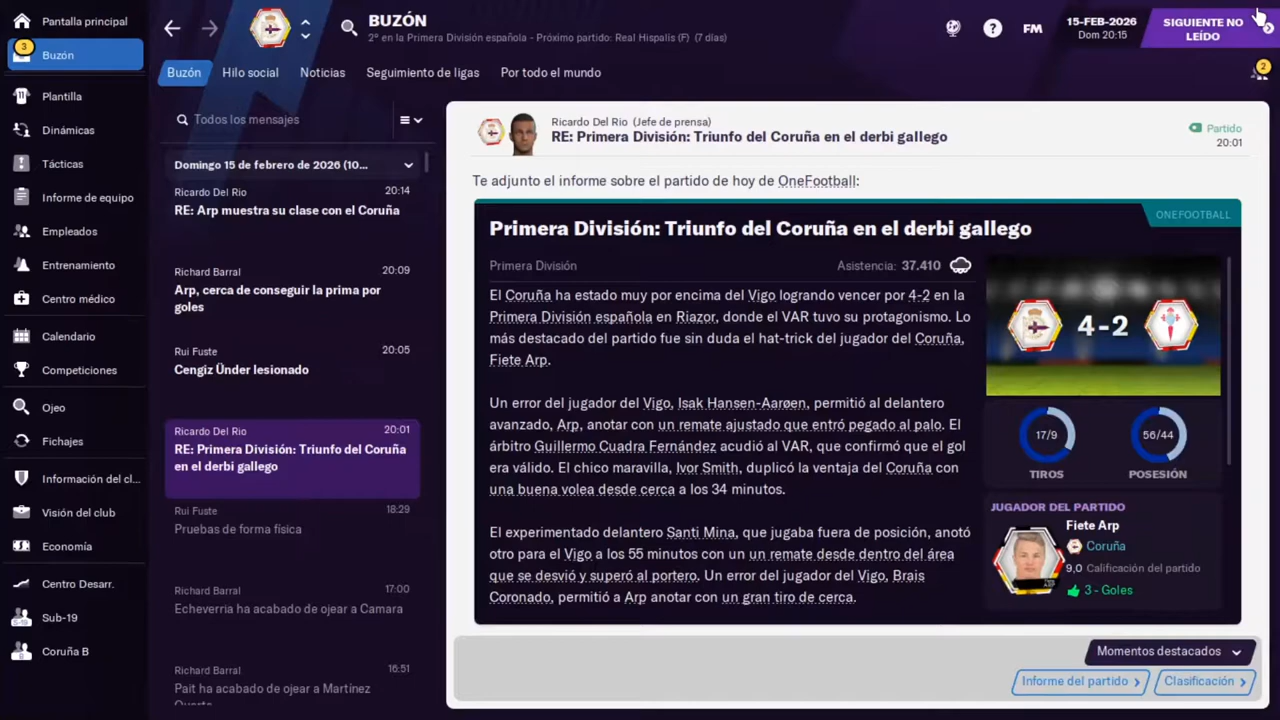 Pantalla principal
3
Buzón
Plantilla
Dinámicas
Tácticas
Informe de equipo
Empleados
Entrenamiento
Centro médico
Calendario
Competiciones
Ojeo
Fichajes
Información del cl...
Visión del club
Economía
Centro Desarr.
Sub-19
Coruña B
BUZÓN
2º en la Primera División española - Próximo partido: Real Hispalis (F) (7 días)
FM
15-FEB-2026
Dom 20:15
SIGUIENTE NO
LEÍDO
Buzón
Hilo social
Noticias
Seguimiento de ligas
Por todo el mundo
2
Todos los mensajes
Domingo 15 de febrero de 2026 (10...
Ricardo Del Rio 20:14
RE: Arp muestra su clase con el Coruña
Richard Barral 20:09
Arp, cerca de conseguir la prima por
goles
Rui Fuste 20:05
Cengiz Ünder lesionado
Ricardo Del Rio 20:01
RE: Primera División: Triunfo del Coruña
en el derbi gallego
Rui Fuste 18:29
Pruebas de forma física
Richard Barral 17:00
Echeverria ha acabado de ojear a Camara
Richard Barral 16:51
Pait ha acabado de ojear a Martínez
Ricardo Del Rio (Jefe de prensa)
RE: Primera División: Triunfo del Coruña en el derbi gallego
Partido
20:01
Te adjunto el informe sobre el partido de hoy de OneFootball:
ONEFOOTBALL
Primera División: Triunfo del Coruña en el derbi gallego
Primera División Asistencia: 37.410
El Coruña ha estado muy por encima del Vigo logrando vencer por 4-2 en la
Primera División española en Riazor, donde el VAR tuvo su protagonismo. Lo
más destacado del partido fue sin duda el hat-trick del jugador del Coruña,
Fiete Arp.
Un error del jugador del Vigo, Isak Hansen-Aarøen, permitió al delantero
avanzado, Arp, anotar con un remate ajustado que entró pegado al palo. El
árbitro Guillermo Cuadra Fernández acudió al VAR, que confirmó que el gol
era válido. El chico maravilla, Ivor Smith, duplicó la ventaja del Coruña con
una buena volea desde cerca a los 34 minutos.
El experimentado delantero Santi Mina, que jugaba fuera de posición, anotó
otro para el Vigo a los 55 minutos con un un remate desde dentro del área
que se desvió y superó al portero. Un error del jugador del Vigo, Brais
Coronado, permitió a Arp anotar con un gran tiro de cerca.
4-2
17/9
TIROS
56/44
POSESIÓN
JUGADOR DEL PARTIDO
Fiete Arp
Coruña
9,0 Calificación del partido
3 - Goles
Momentos destacados
Informe del partido
Clasificación